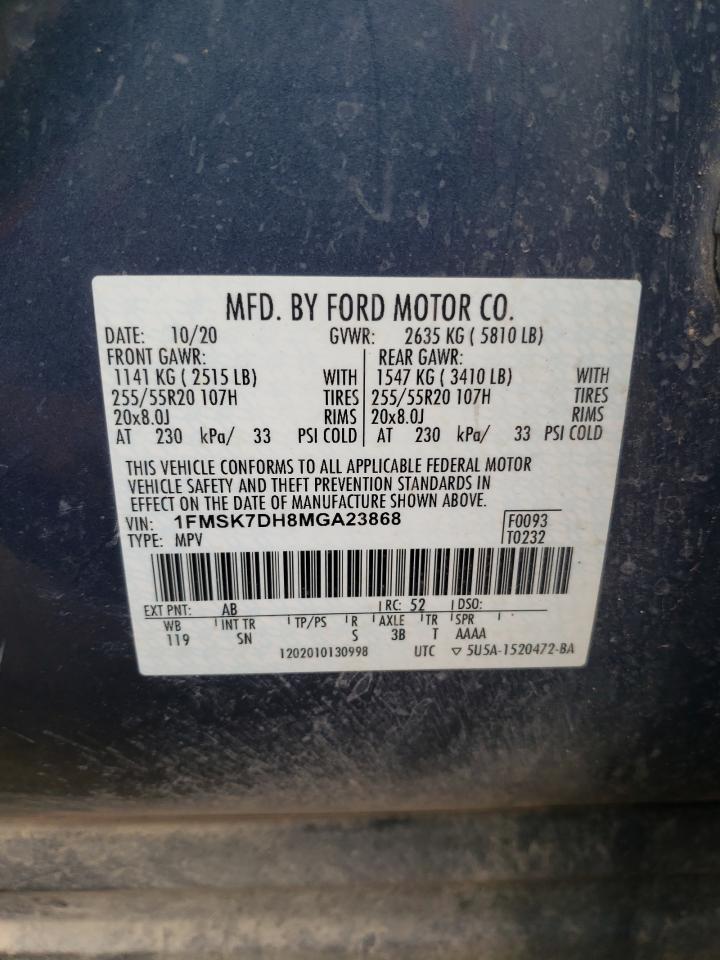 MFD. BY FORD MOTOR CO.
DATE: 10/20 GVWR: 2635 KG ( 5810 LB)
FRONT GAWR: REAR GAWR:
1141 KG ( 2515 LB) WITH 1547 KG ( 3410 LB) WITH
255/55R20 107H TIRES 255/55R20 107H TIRES
20x8.0J RIMS 20x8.0J RIMS
AT 230 kPa/ 33 PSI COLD AT 230 kPa/ 33 PSI COLD
THIS VEHICLE CONFORMS TO ALL APPLICABLE FEDERAL MOTOR
VEHICLE SAFETY AND THEFT PREVENTION STANDARDS IN
EFFECT ON THE DATE OF MANUFACTURE SHOWN ABOVE.
VIN: 1FMSK7DH8MGA23868 F0093
TYPE: MPV T0232
EXT PNT: AB RC: 52 DSO:
WB INT TR TP/PS R AXLE TR SPR
119 SN S 3B T AAAA
1202010130998 UTC ▽ 5U5A-1520472-BA